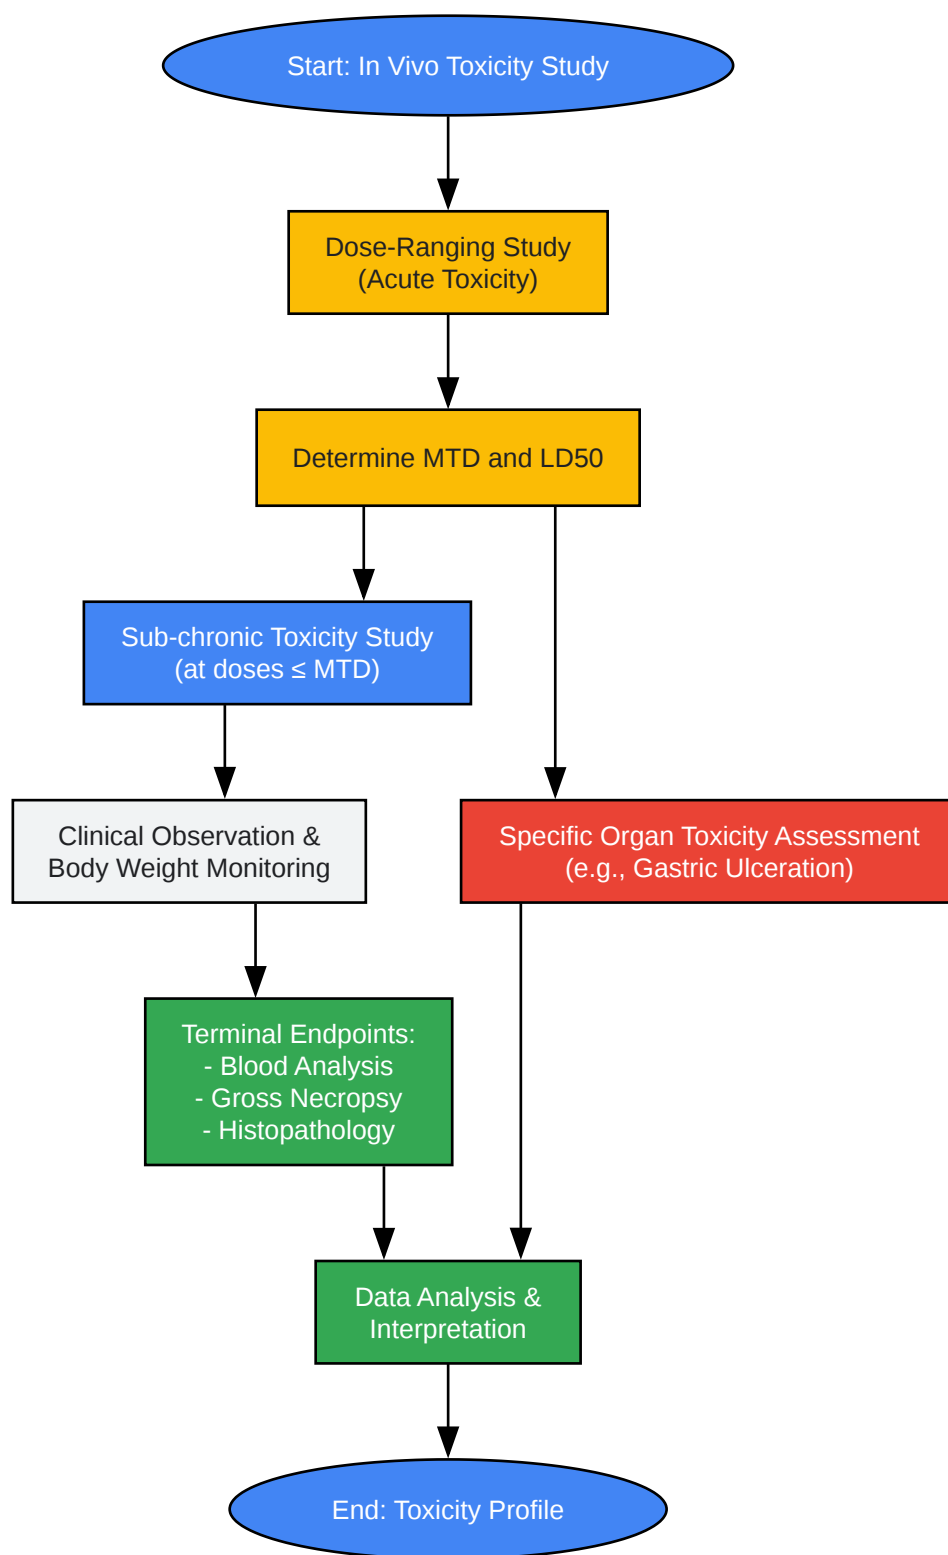 Start: In Vivo Toxicity Study
Dose-Ranging Study
(Acute Toxicity)
Determine MTD and LD50
Sub-chronic Toxicity Study
(at doses ≤ MTD)
Clinical Observation &
Body Weight Monitoring
Specific Organ Toxicity Assessment
(e.g., Gastric Ulceration)
Terminal Endpoints:
- Blood Analysis
- Gross Necropsy
- Histopathology
Data Analysis &
Interpretation
End: Toxicity Profile